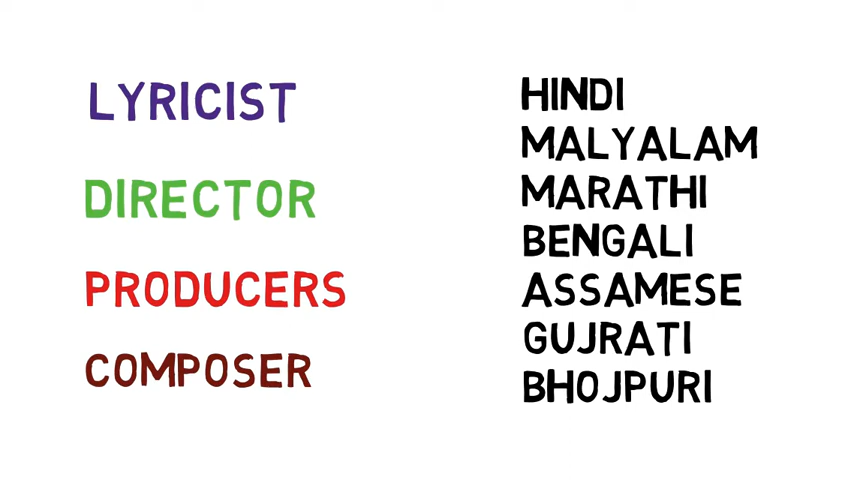 LYRICIST
DIRECTOR
PRODUCERS
COMPOSER
HINDI
MALYALAM
MARATHI
BENGALI
ASSAMESE
GUJRATI
BHOJPURI